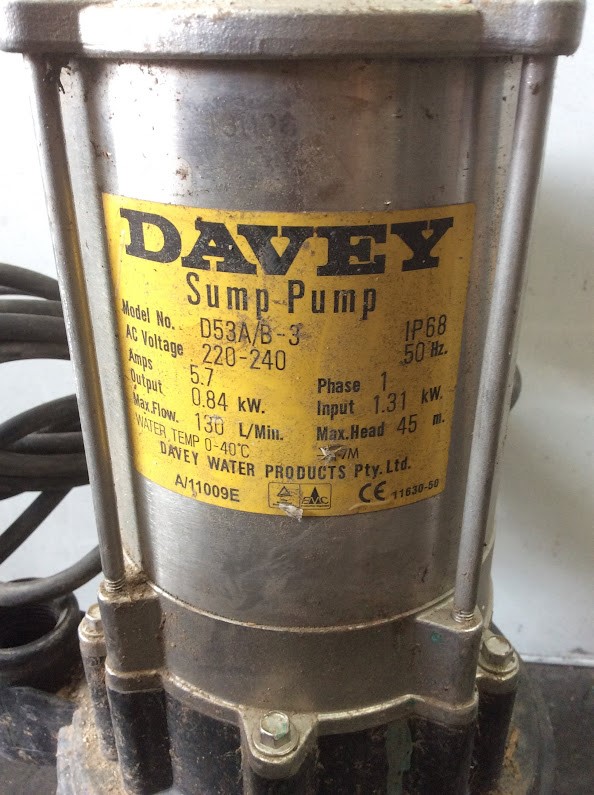 DAVEY
Sump Pump
Model No. D53A/B-3 IP68
AC Voltage 220-240 50 Hz.
Amps 5.7 Phase 1
Output 0.84 kW. Input 1.31 kW.
Max.Flow. 130 L/Min. Max.Head 45 m.
WATER TEMP 0-40°C
DAVEY WATER PRODUCTS Pty. Ltd.
A/11009E CE 11630-50